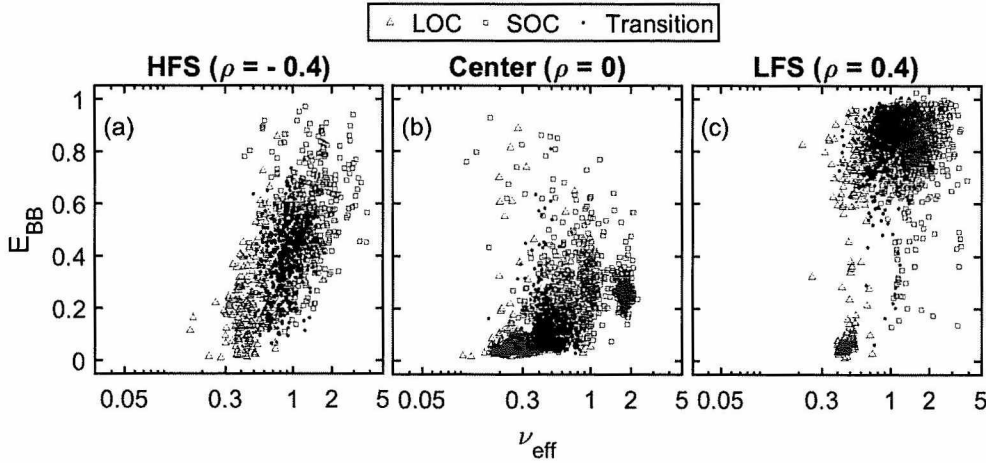 △ LOC □ SOC • Transition
HFS (ρ = - 0.4) Center (ρ = 0) LFS (ρ = 0.4)
(a) (b) (c)
1
0.8
0.6
0.4
0.2
0
E_BB
0.05 0.3 1 2 5 0.05 0.3 1 2 5 0.05 0.3 1 2 5
ν_eff